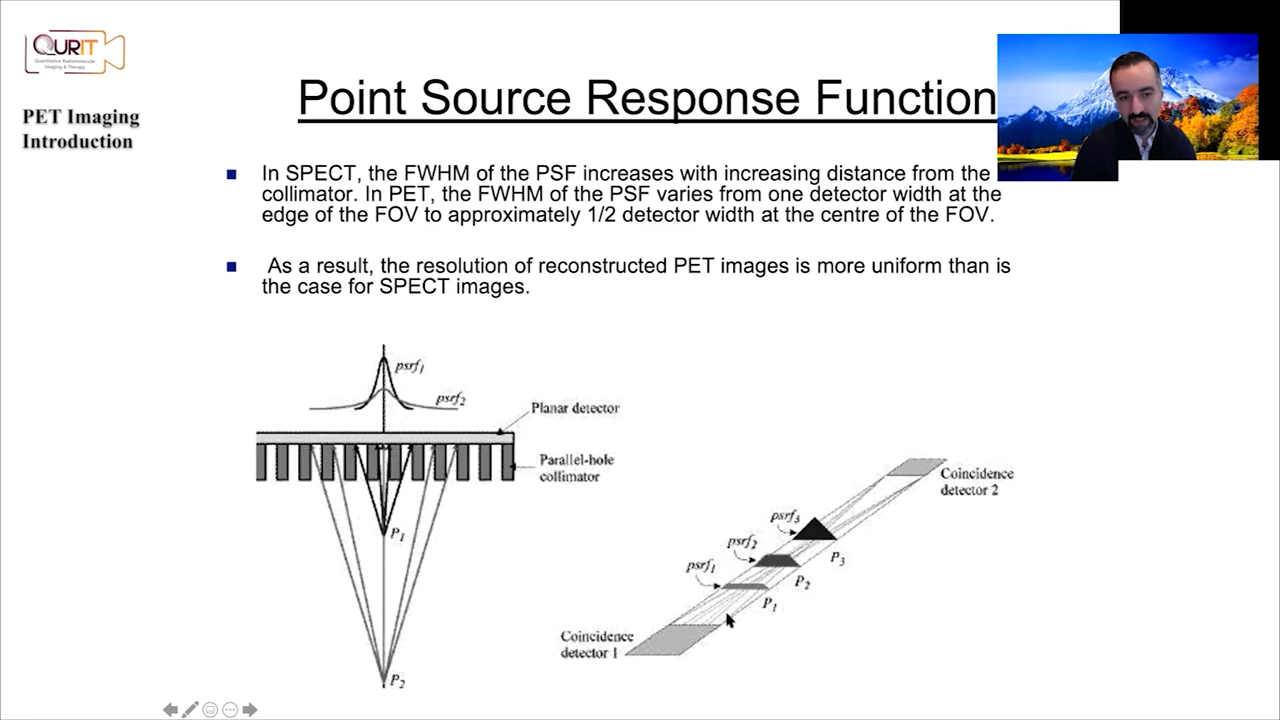 QURIT
Quantitative Radiomolecular
Imaging & Therapy
PET Imaging
Introduction
Point Source Response Function
In SPECT, the FWHM of the PSF increases with increasing distance from the
collimator. In PET, the FWHM of the PSF varies from one detector width at the
edge of the FOV to approximately 1/2 detector width at the centre of the FOV.
As a result, the resolution of reconstructed PET images is more uniform than is
the case for SPECT images.
psrf1
psrf2
Planar detector
Parallel-hole
collimator
P1
P2
Coincidence
detector 2
psrf3
psrf2
psrf1
P3
P2
P1
Coincidence
detector 1